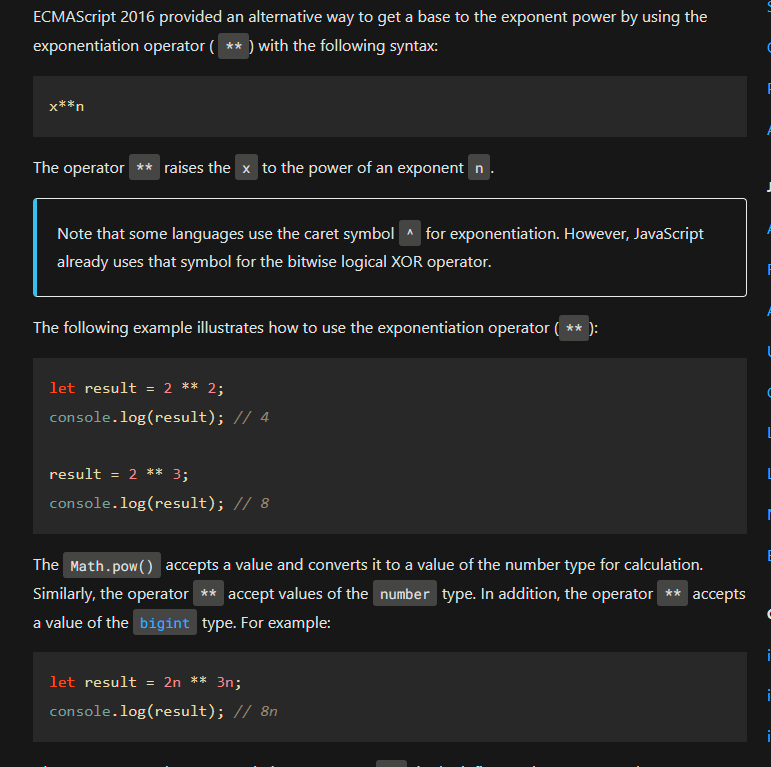 ECMAScript 2016 provided an alternative way to get a base to the exponent power by using the
exponentiation operator ( ** ) with the following syntax:
x**n
The operator ** raises the x to the power of an exponent n .
Note that some languages use the caret symbol ^ for exponentiation. However, JavaScript
already uses that symbol for the bitwise logical XOR operator.
The following example illustrates how to use the exponentiation operator ( ** ):
let result = 2 ** 2;
console.log(result); // 4
result = 2 ** 3;
console.log(result); // 8
The Math.pow() accepts a value and converts it to a value of the number type for calculation.
Similarly, the operator ** accept values of the number type. In addition, the operator ** accepts
a value of the bigint type. For example:
let result = 2n ** 3n;
console.log(result); // 8n